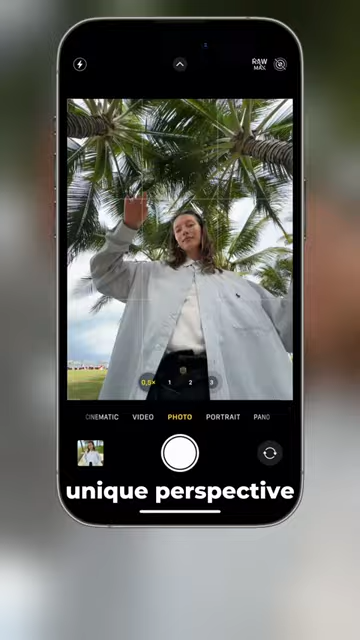 RAW
MAX
0,5× 1 2 3
CINEMATIC VIDEO PHOTO PORTRAIT PANO
unique perspective